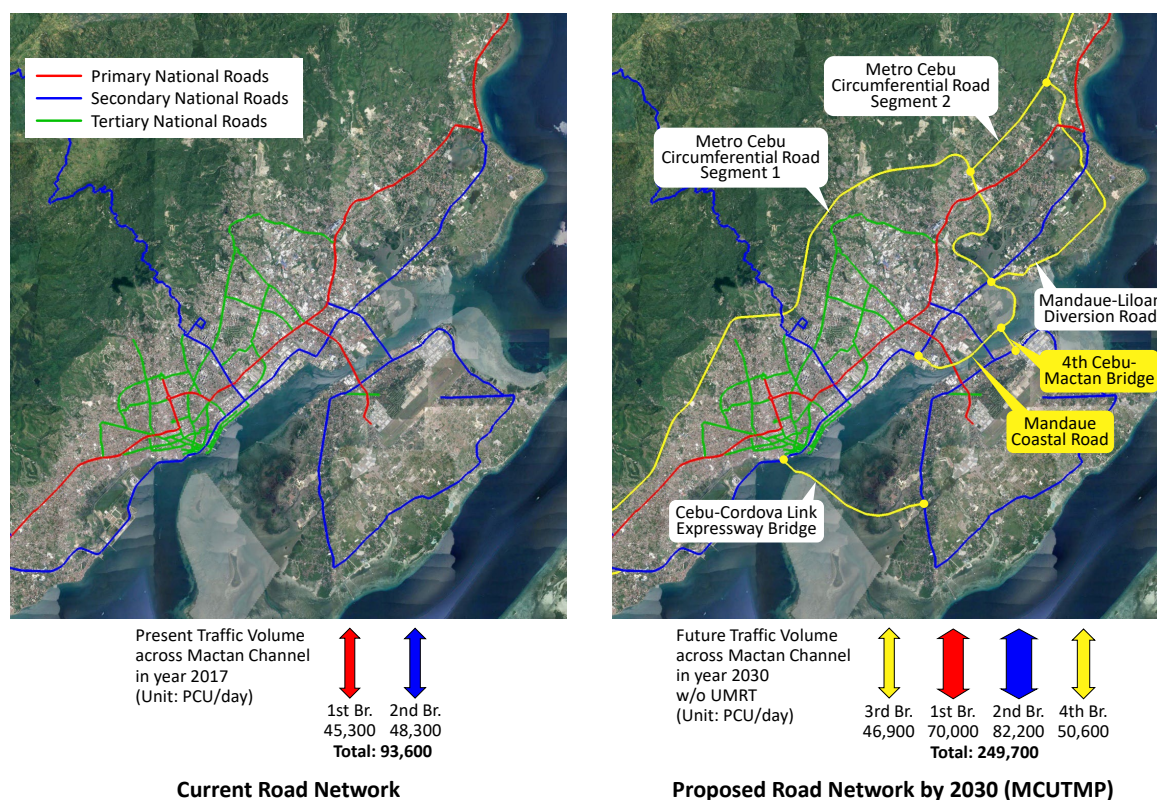 Primary National Roads
Secondary National Roads
Tertiary National Roads
Present Traffic Volume
across Mactan Channel
in year 2017
(Unit: PCU/day)
1st Br.
45,300
2nd Br.
48,300
Total: 93,600
Current Road Network
Metro Cebu
Circumferential Road
Segment 2
Metro Cebu
Circumferential Road
Segment 1
Mandaue-Liloan
Diversion Road
4th Cebu-
Mactan Bridge
Mandaue
Coastal Road
Cebu-Cordova Link
Expressway Bridge
Future Traffic Volume
across Mactan Channel
in year 2030
w/o UMRT
(Unit: PCU/day)
3rd Br.
46,900
1st Br.
70,000
2nd Br.
82,200
4th Br.
50,600
Total: 249,700
Proposed Road Network by 2030 (MCUTMP)